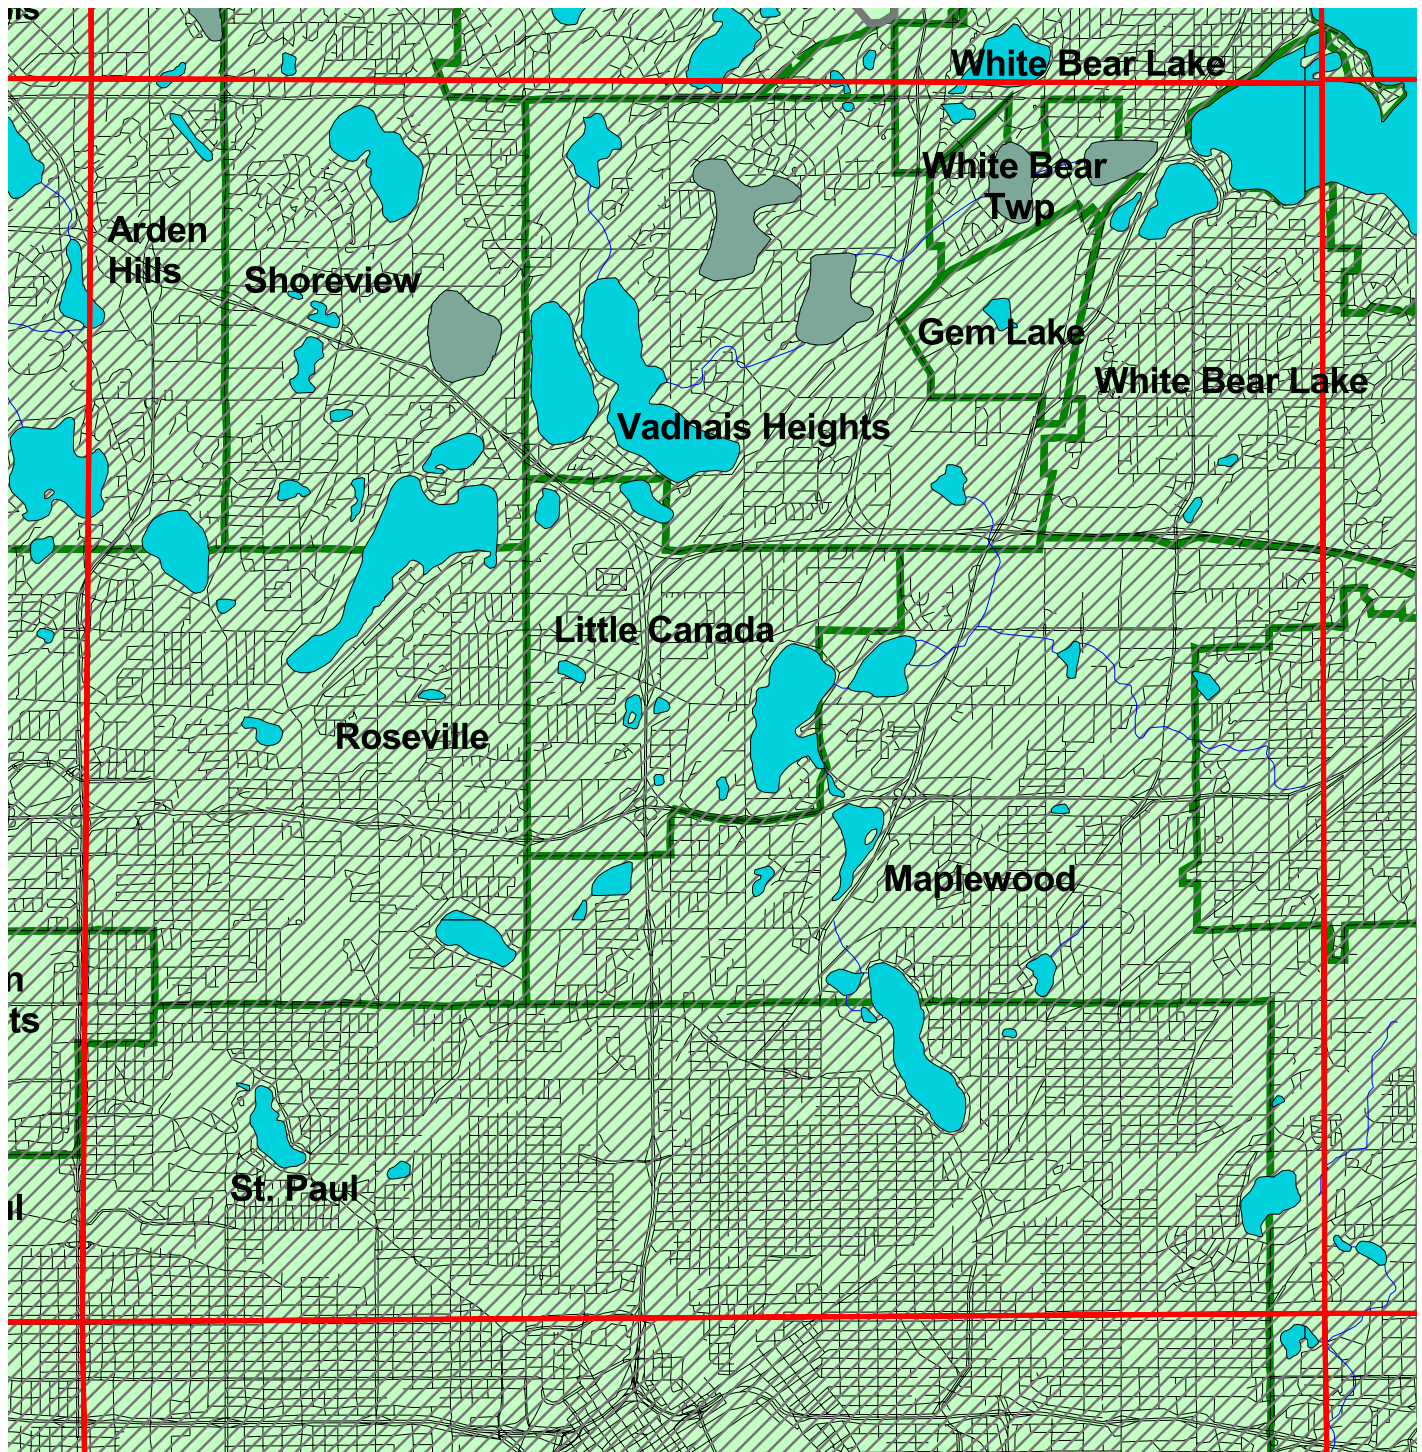 White Bear Lake
White Bear
Twp
Arden
Hills
Shoreview
Gem Lake
White Bear Lake
Vadnais Heights
Little Canada
Roseville
Maplewood
n
ts
St. Paul